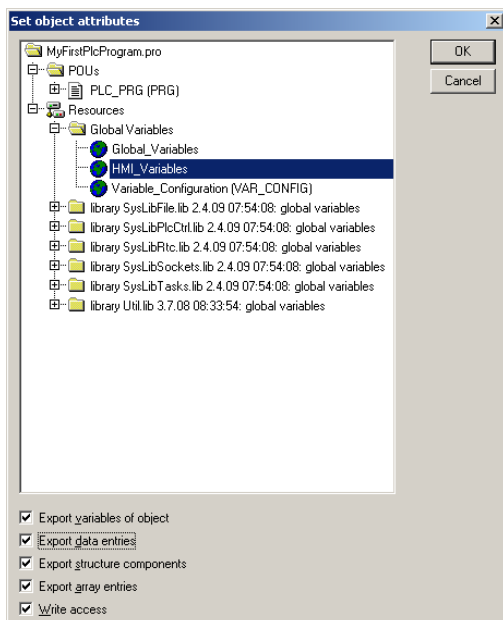 Set object attributes
MyFirstPlcProgram.pro
OK
POUs
Cancel
PLC_PRG (PRG)
Resources
Global Variables
Global_Variables
HMI_Variables
Variable_Configuration (VAR_CONFIG)
library SysLibFile.lib 2.4.09 07:54:08: global variables
library SysLibPlcCtrl.lib 2.4.09 07:54:08: global variables
library SysLibRtc.lib 2.4.09 07:54:08: global variables
library SysLibSockets.lib 2.4.09 07:54:08: global variables
library SysLibTasks.lib 2.4.09 07:54:08: global variables
library Util.lib 3.7.08 08:33:54: global variables
Export variables of object
Export data entries
Export structure components
Export array entries
Write access